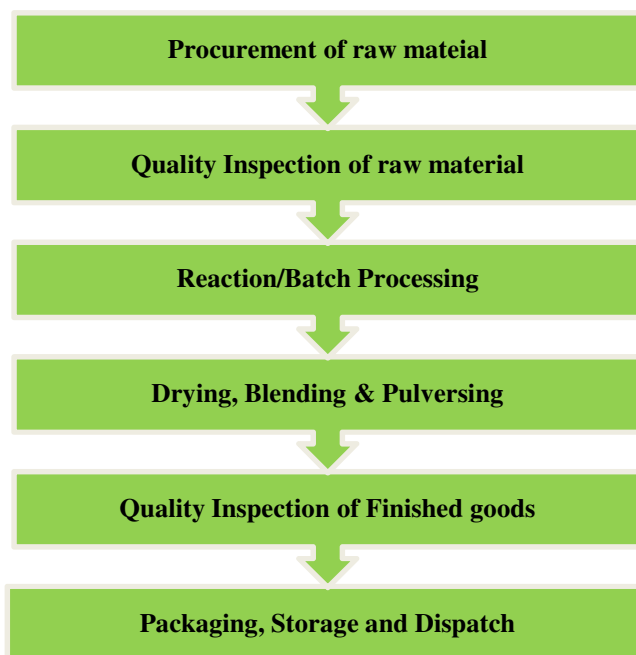 Procurement of raw mateial
Quality Inspection of raw material
Reaction/Batch Processing
Drying, Blending & Pulversing
Quality Inspection of Finished goods
Packaging, Storage and Dispatch